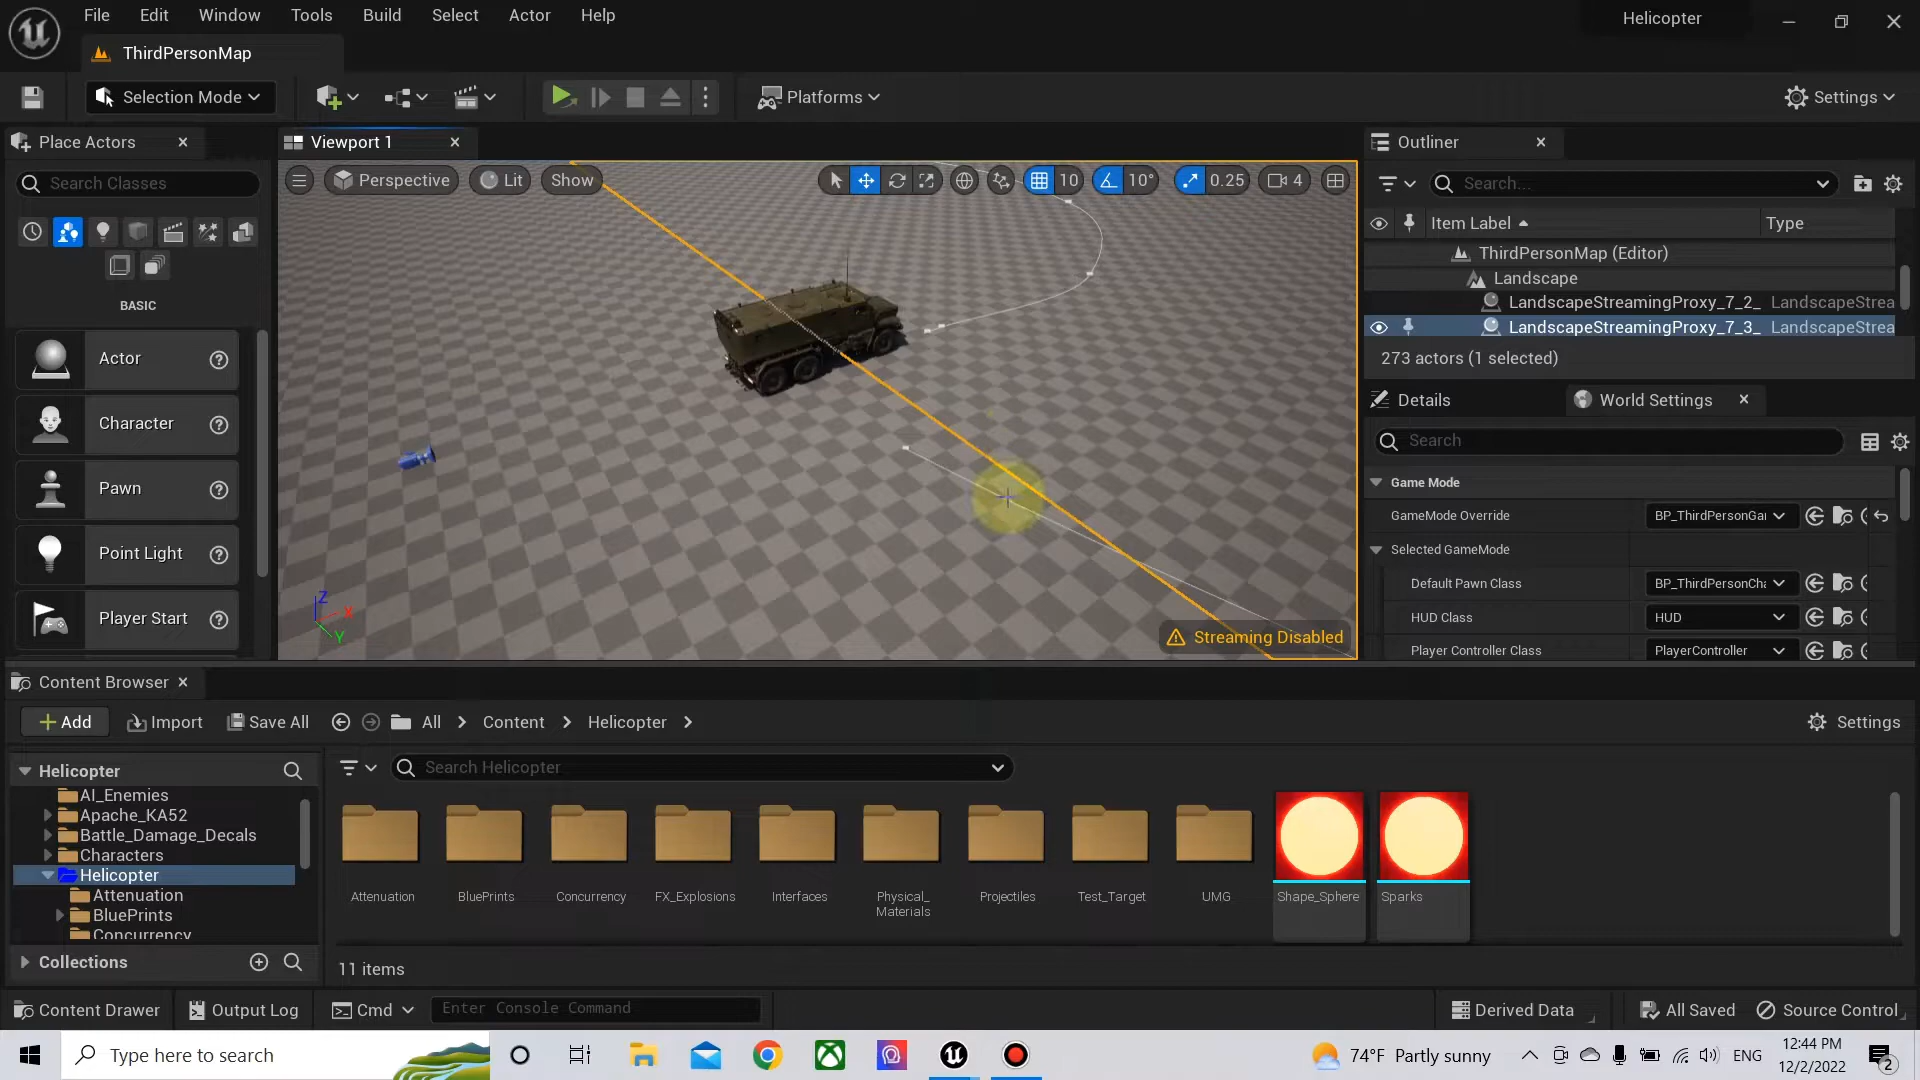 File Edit Window Tools Build Select Actor Help
Helicopter
ThirdPersonMap
Selection Mode
Platforms
Settings
Place Actors
Viewport 1
Outliner
Search Classes
Perspective
Lit
Show
10
10°
0.25
4
Search...
Item Label
Type
ThirdPersonMap (Editor)
Landscape
LandscapeStreamingProxy_7_2_ LandscapeStrea
LandscapeStreamingProxy_7_3_ LandscapeStrea
273 actors (1 selected)
BASIC
Actor
Character
Pawn
Point Light
Player Start
Z
X
Y
Streaming Disabled
Details
World Settings
Search
Game Mode
GameMode Override
BP_ThirdPersonGa
Selected GameMode
Default Pawn Class
BP_ThirdPersonCha
HUD Class
HUD
Player Controller Class
PlayerController
Content Browser
Add
Import
Save All
All
Content
Helicopter
Settings
Helicopter
Search Helicopter
AI_Enemies
Apache_KA52
Battle_Damage_Decals
Characters
Helicopter
Attenuation
BluePrints
Concurrency
Collections
Attenuation
BluePrints
Concurrency
FX_Explosions
Interfaces
Physical_
Materials
Projectiles
Test_Target
UMG
Shape_Sphere
Sparks
11 items
Content Drawer
Output Log
Cmd
Enter Console Command
Derived Data
All Saved
Source Control
Type here to search
74°F Partly sunny
ENG
12:44 PM
12/2/2022
2